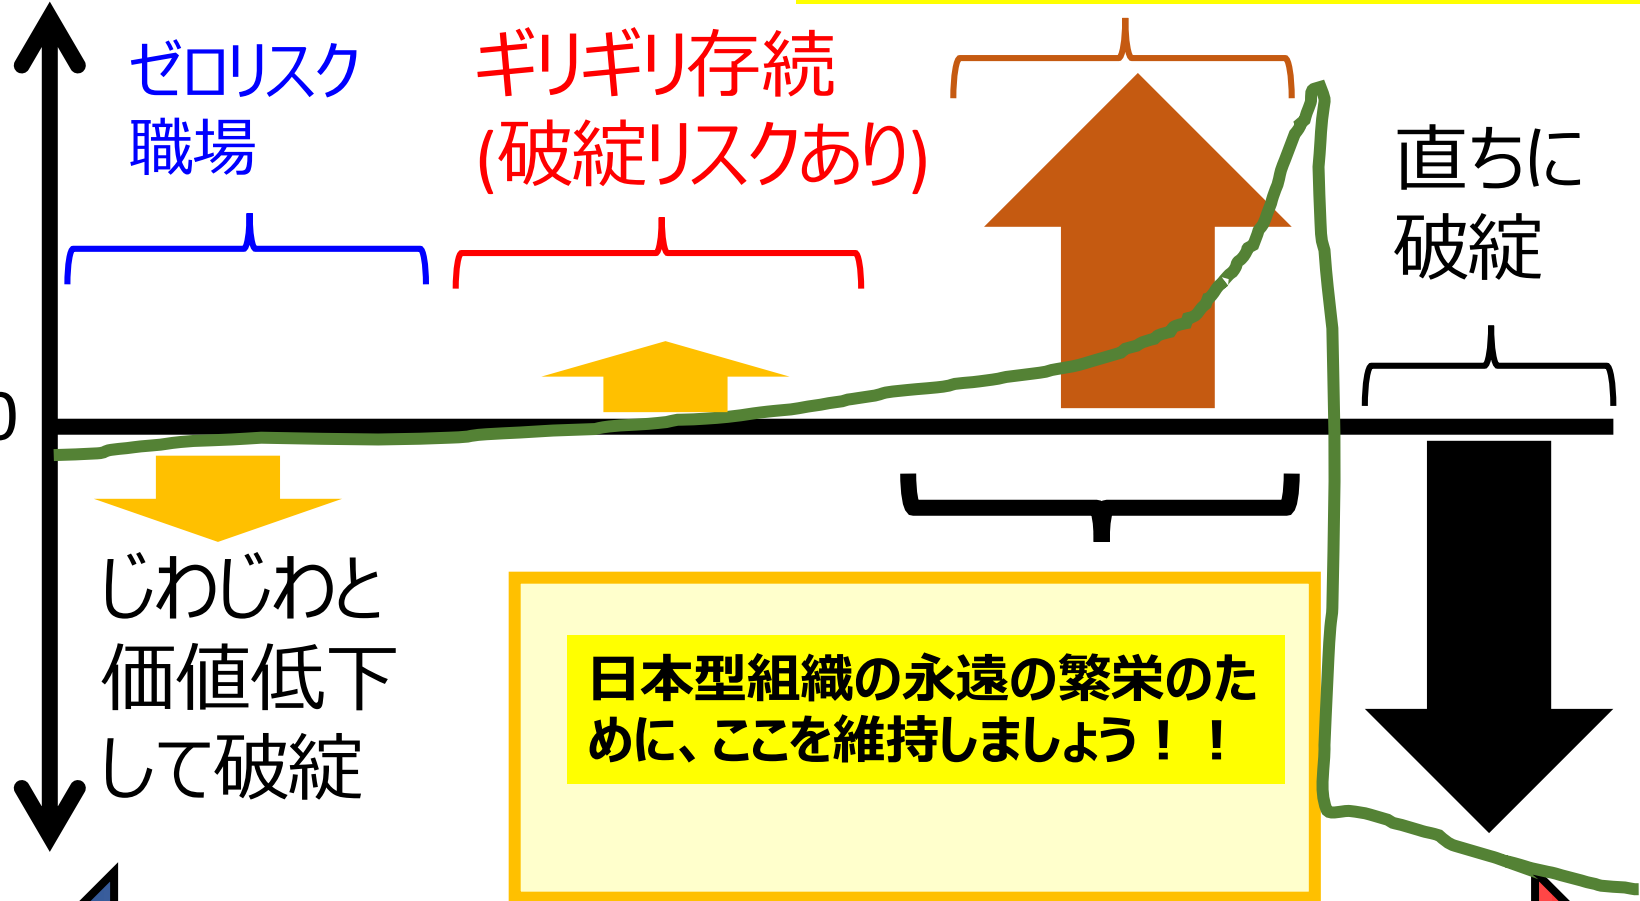 ゼロリスク
職場
ギリギリ存続
(破綻リスクあり)
直ちに
破綻
0
じわじわと
価値低下
して破綻
日本型組織の永遠の繁栄のた
めに、ここを維持しましょう！！